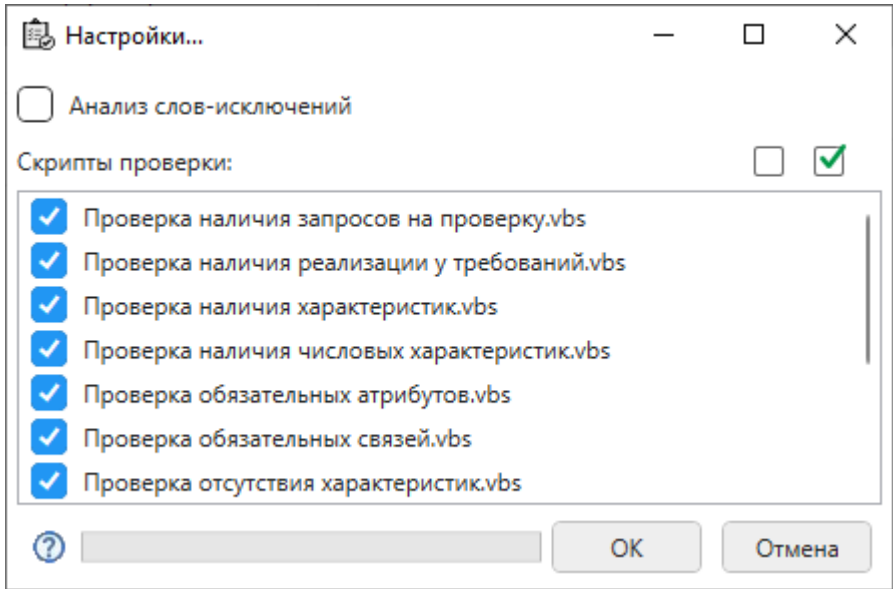 Настройки...
Анализ слов-исключений
Скрипты проверки:
Проверка наличия запросов на проверку.vbs
Проверка наличия реализации у требований.vbs
Проверка наличия характеристик.vbs
Проверка наличия числовых характеристик.vbs
Проверка обязательных атрибутов.vbs
Проверка обязательных связей.vbs
Проверка отсутствия характеристик.vbs
? ОК Отмена